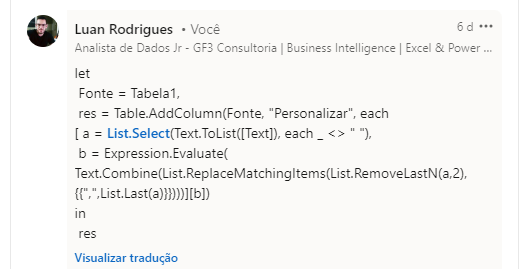 Luan Rodrigues • Você
6 d •••
Analista de Dados Jr - GF3 Consultoria | Business Intelligence | Excel & Power ...
let
Fonte = Tabela1,
res = Table.AddColumn(Fonte, "Personalizar", each
[ a = List.Select(Text.ToList([Text]), each _ <> " "),
b = Expression.Evaluate(
Text.Combine(List.ReplaceMatchingItems(List.RemoveLastN(a,2),
{{",",List.Last(a)}})))][b])
in
res
Visualizar tradução